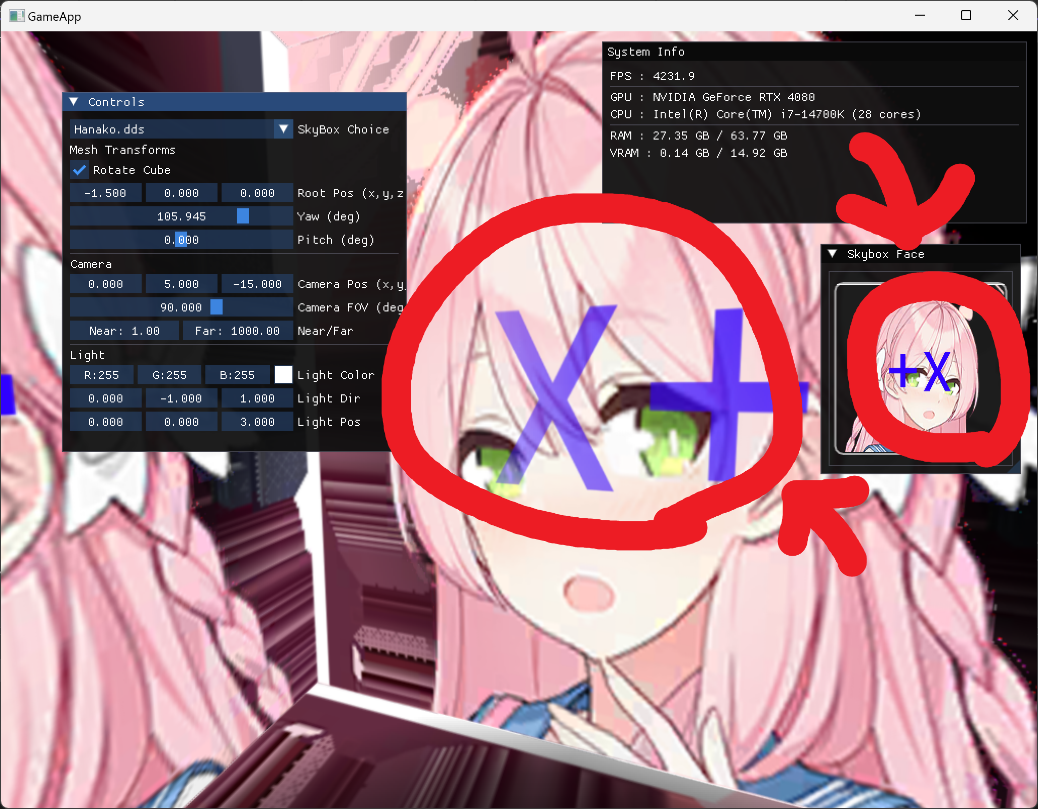 GameApp
System Info
FPS : 4231.9
GPU : NVIDIA GeForce RTX 4080
CPU : Intel(R) Core(TM) i7-14700K (28 cores)
RAM : 27.35 GB / 63.77 GB
VRAM : 0.14 GB / 14.92 GB
Controls
Hanako.dds SkyBox Choice
Mesh Transforms
Rotate Cube
-1.500 0.000 0.000 Root Pos (x,y,z
105.945 Yaw (deg)
0.000 Pitch (deg)
Camera
0.000 5.000 -15.000 Camera Pos (x,y,
90.000 Camera FOV (deg
Near: 1.00 Far: 1000.00 Near/Far
Light
R:255 G:255 B:255 Light Color
0.000 -1.000 1.000 Light Dir
0.000 0.000 3.000 Light Pos
X+
Skybox Face
+X